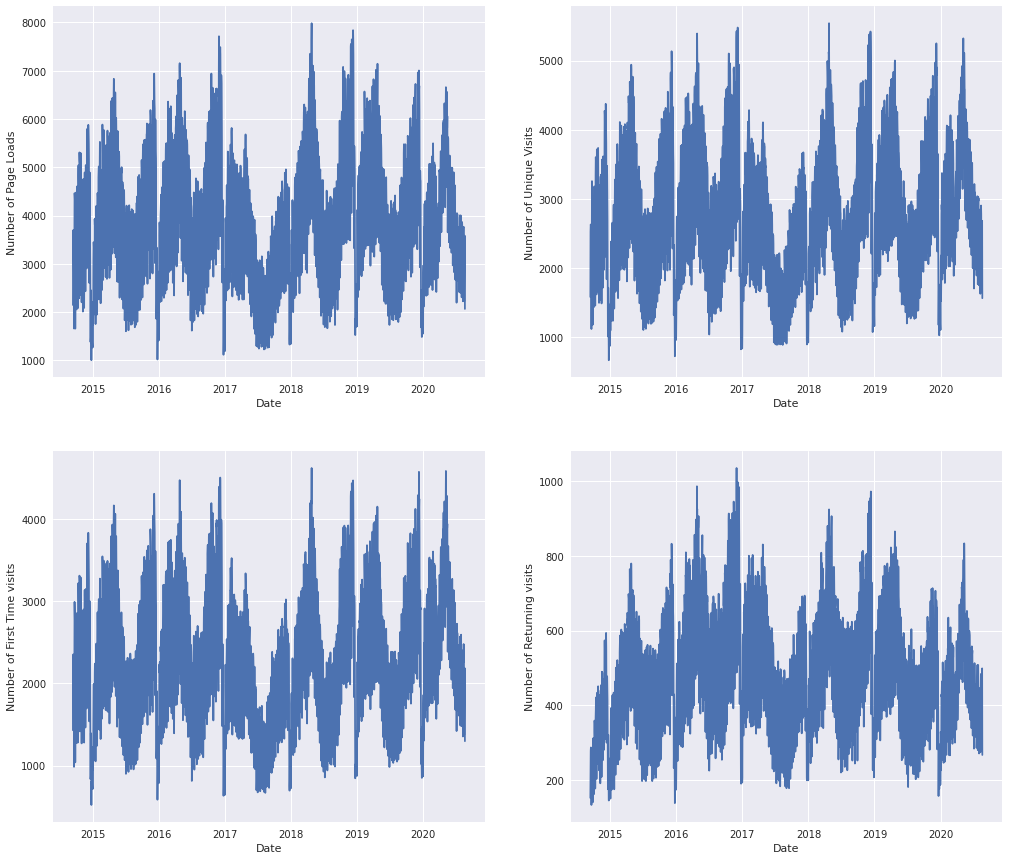 8000
7000
6000
5000
4000
3000
2000
1000
Number of Page Loads
2015 2016 2017 2018 2019 2020
Date
5000
4000
3000
2000
1000
Number of Unique Visits
2015 2016 2017 2018 2019 2020
Date
4000
3000
2000
1000
Number of First Time visits
2015 2016 2017 2018 2019 2020
Date
1000
800
600
400
200
Number of Returning visits
2015 2016 2017 2018 2019 2020
Date